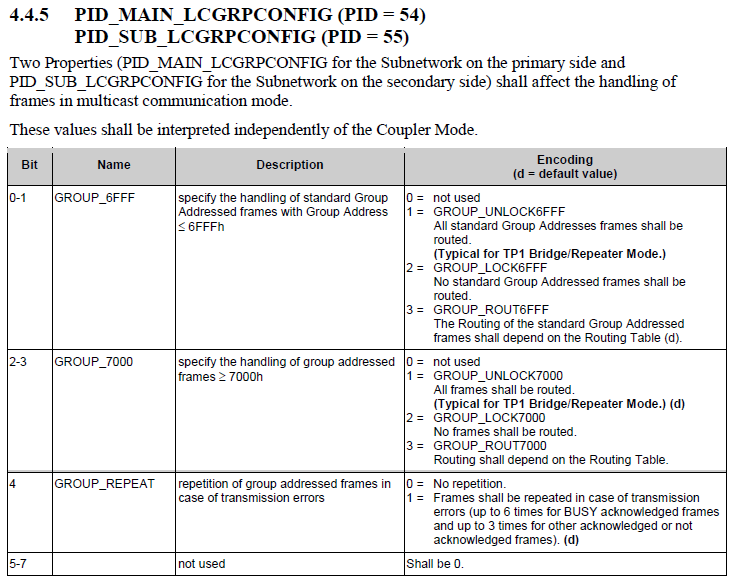 4.4.5 PID_MAIN_LCGRPCONFIG (PID = 54)
PID_SUB_LCGRPCONFIG (PID = 55)
Two Properties (PID_MAIN_LCGRPCONFIG for the Subnetwork on the primary side and
PID_SUB_LCGRPCONFIG for the Subnetwork on the secondary side) shall affect the handling of
frames in multicast communication mode.
These values shall be interpreted independently of the Coupler Mode.
Bit Name Description Encoding
(d = default value)
0-1 GROUP_6FFF specify the handling of standard Group
Addressed frames with Group Address
≤ 6FFFh
0 = not used
1 = GROUP_UNLOCK6FFF
All standard Group Addresses frames shall be
routed.
(Typical for TP1 Bridge/Repeater Mode.)
2 = GROUP_LOCK6FFF
No standard Group Addressed frames shall be
routed.
3 = GROUP_ROUT6FFF
The Routing of the standard Group Addressed
frames shall depend on the Routing Table (d).
2-3 GROUP_7000 specify the handling of group addressed
frames ≥ 7000h
0 = not used
1 = GROUP_UNLOCK7000
All frames shall be routed.
(Typical for TP1 Bridge/Repeater Mode.) (d)
2 = GROUP_LOCK7000
No frames shall be routed.
3 = GROUP_ROUT7000
Routing shall depend on the Routing Table.
4 GROUP_REPEAT repetition of group addressed frames in
case of transmission errors
0 = No repetition.
1 = Frames shall be repeated in case of transmission
errors (up to 6 times for BUSY acknowledged frames
and up to 3 times for other acknowledged or not
acknowledged frames). (d)
5-7 not used Shall be 0.